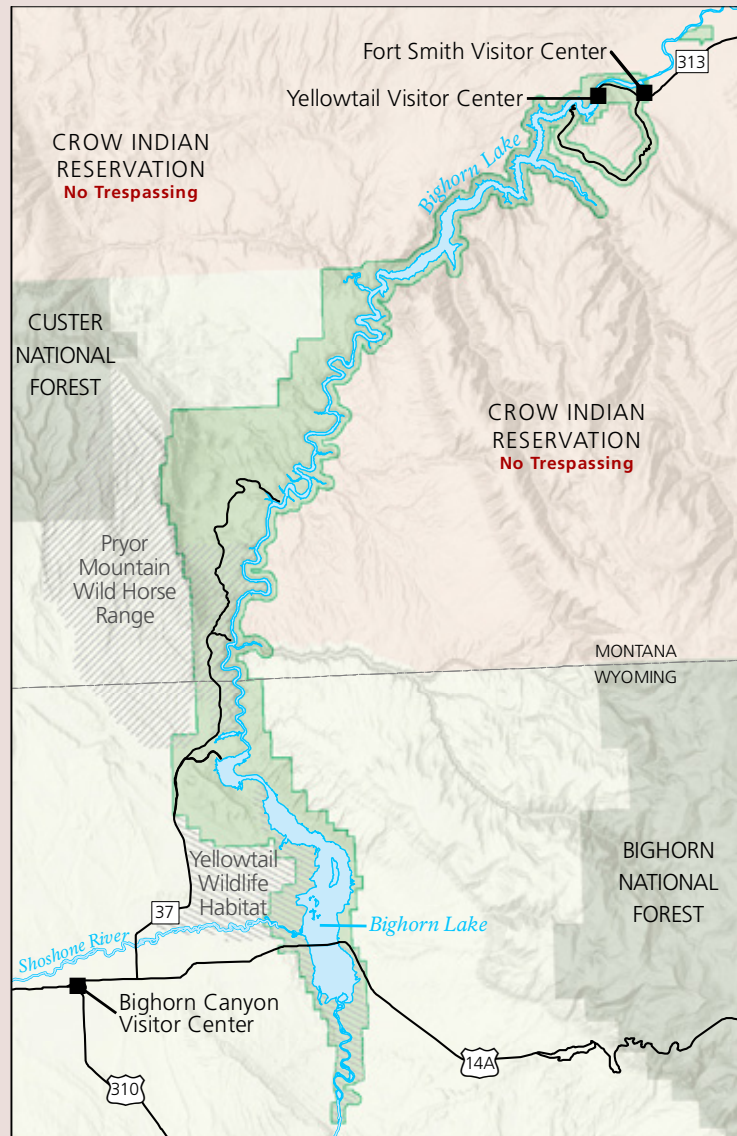 Fort Smith Visitor Center
313
Yellowtail Visitor Center
CROW INDIAN
RESERVATION
No Trespassing
Bighorn Lake
CUSTER
NATIONAL
FOREST
CROW INDIAN
RESERVATION
No Trespassing
Pryor
Mountain
Wild Horse
Range
MONTANA
WYOMING
Yellowtail
Wildlife
Habitat
BIGHORN
NATIONAL
FOREST
37
Bighorn Lake
Shoshone River
Bighorn Canyon
Visitor Center
14A
310